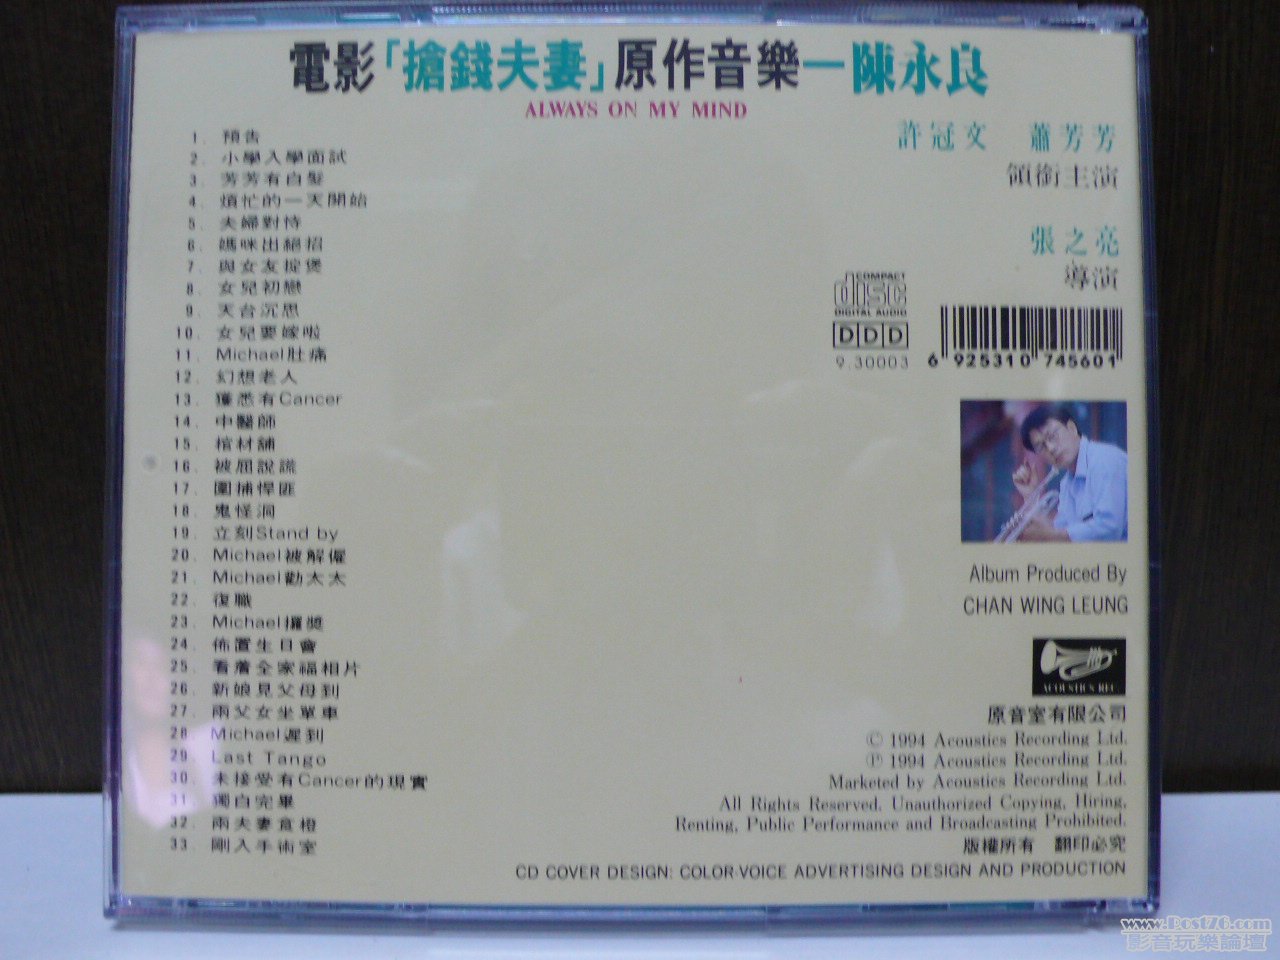 電影「搶錢夫妻」原作音樂—陳永良
ALWAYS ON MY MIND
許冠文 蕭芳芳
領銜主演
張之亮
導演
1. 預告
2. 小學入學面試
3. 芳芳有白髮
4. 煩忙的一天開始
5. 夫婦對恃
6. 媽咪出絕招
7. 與女友掟煲
8. 女兒初戀
9. 天台沉思
10. 女兒要嫁啦
11. Michael肚痛
12. 幻想老人
13. 獲悉有Cancer
14. 中醫師
15. 棺材舖
16. 被屈說謊
17. 圍捕悍匪
18. 鬼怪洞
19. 立刻Stand by
20. Michael被解僱
21. Michael勸太太
22. 復職
23. Michael攞獎
24. 佈置生日會
25. 看着全家福相片
26. 新娘見父母到
27. 兩父女坐單車
28. Michael遲到
29. Last Tango
30. 未接受有Cancer的現實
31. 獨白完畢
32. 兩夫妻食橙
33. 剛入手術室
COMPACT
disc
DIGITAL AUDIO
DDD
9.30003
6 925310 745601
Album Produced By
CHAN WING LEUNG
ACOUSTICS REC
原音室有限公司
© 1994 Acoustics Recording Ltd.
℗ 1994 Acoustics Recording Ltd.
Marketed by Acoustics Recording Ltd.
All Rights Reserved. Unauthorized Copying, Hiring,
Renting, Public Performance and Broadcasting Prohibited.
版權所有 翻印必究
CD COVER DESIGN: COLOR-VOICE ADVERTISING DESIGN AND PRODUCTION
www.Post76.com
影音玩樂論壇